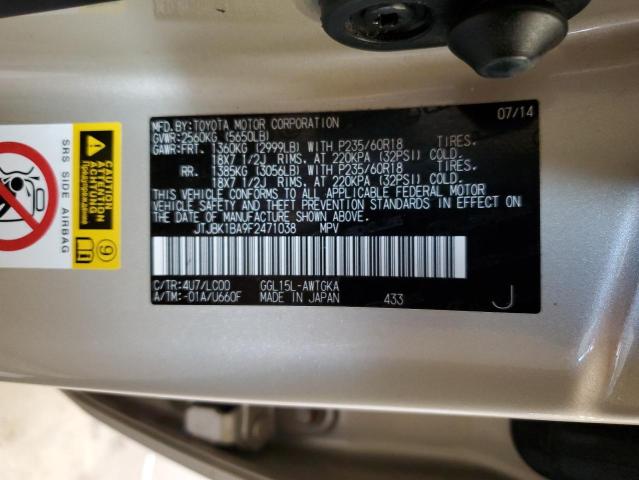 MFD.BY:TOYOTA MOTOR CORPORATION 07/14
GVWR:2560KG (5650LB)
GAWR:FRT. 1360KG (2999LB) WITH P235/60R18 TIRES.
18X7 1/2J RIMS. AT 220KPA (32PSI) COLD.
RR. 1385KG (3056LB) WITH P235/60R18 TIRES.
18X7 1/2J RIMS. AT 220KPA (32PSI) COLD.
THIS VEHICLE CONFORMS TO ALL APPLICABLE FEDERAL MOTOR
VEHICLE SAFETY AND THEFT PREVENTION STANDARDS IN EFFECT ON
THE DATE OF MANUFACTURE SHOWN ABOVE.
JTJBK1BA9F2471038 MPV
C/TR:4U7/LC00 GGL15L-AWTGKA
A/TM:-01A/U660F MADE IN JAPAN 433 J
SRS SIDE AIRBAG
CAUTION
ATTENTION
ACHTUNG
9